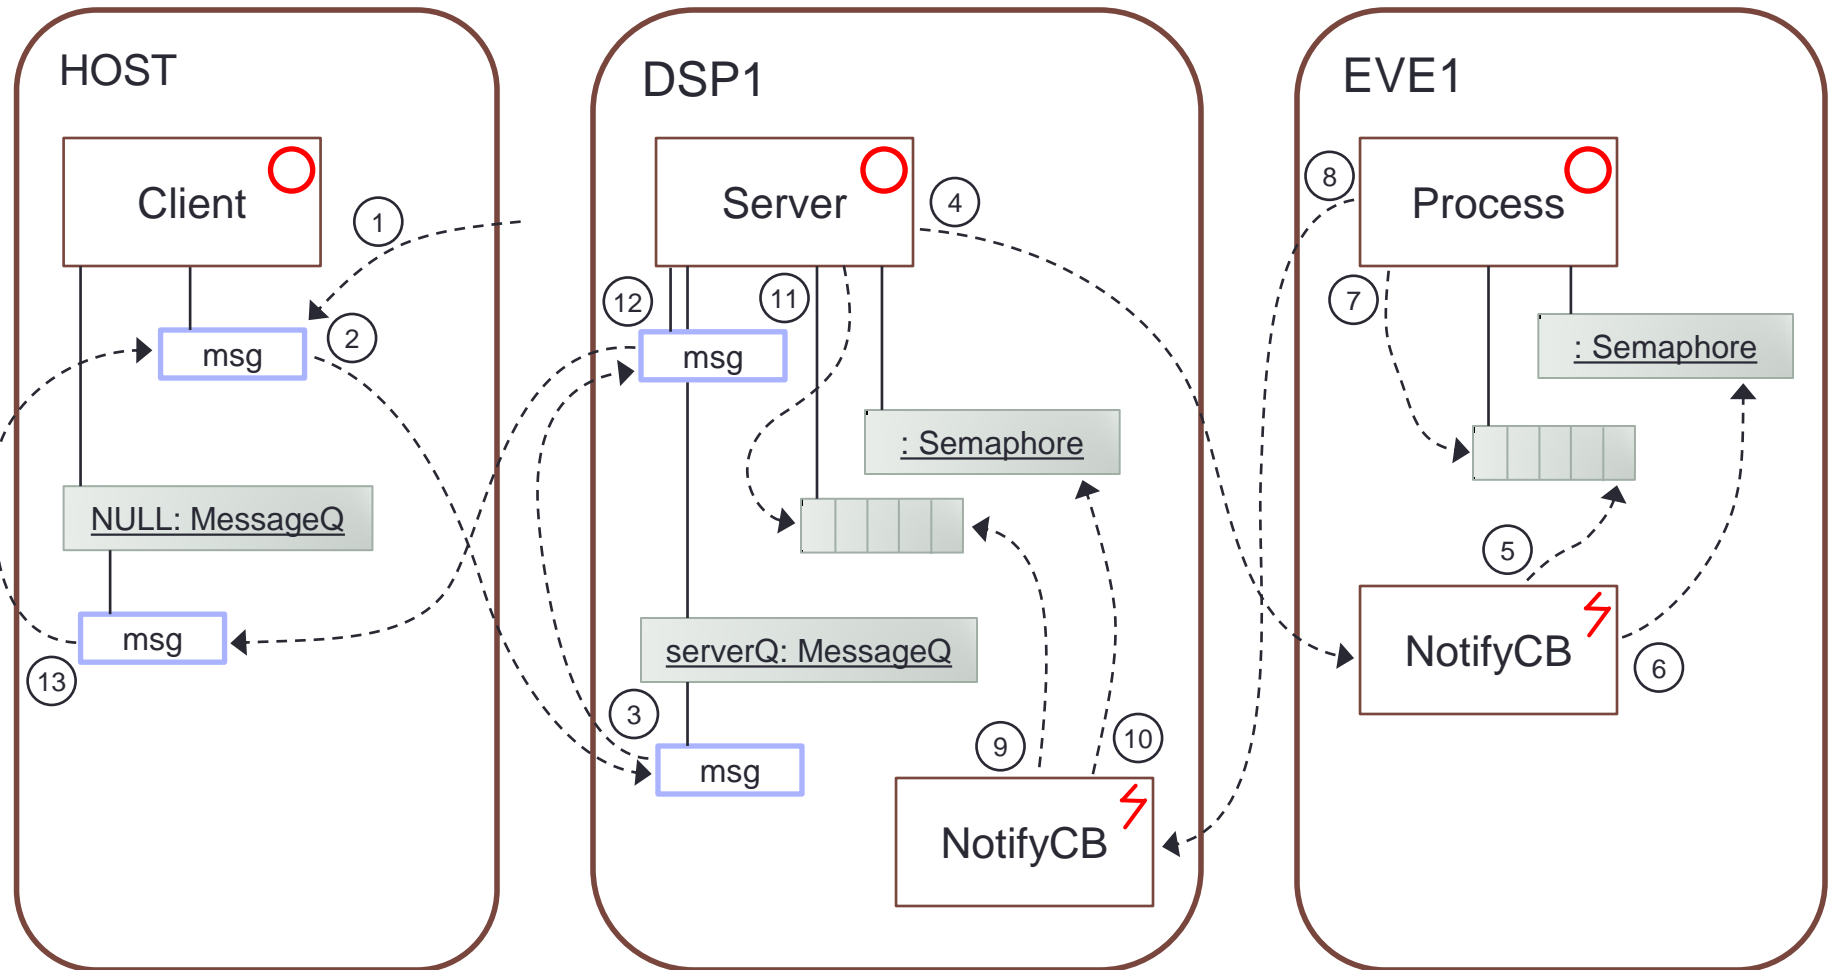 HOST
Client
1
2
msg
NULL: MessageQ
msg
13
DSP1
Server
4
12
11
msg
: Semaphore
serverQ: MessageQ
3
msg
9
10
NotifyCB
EVE1
8
Process
7
: Semaphore
5
NotifyCB
6